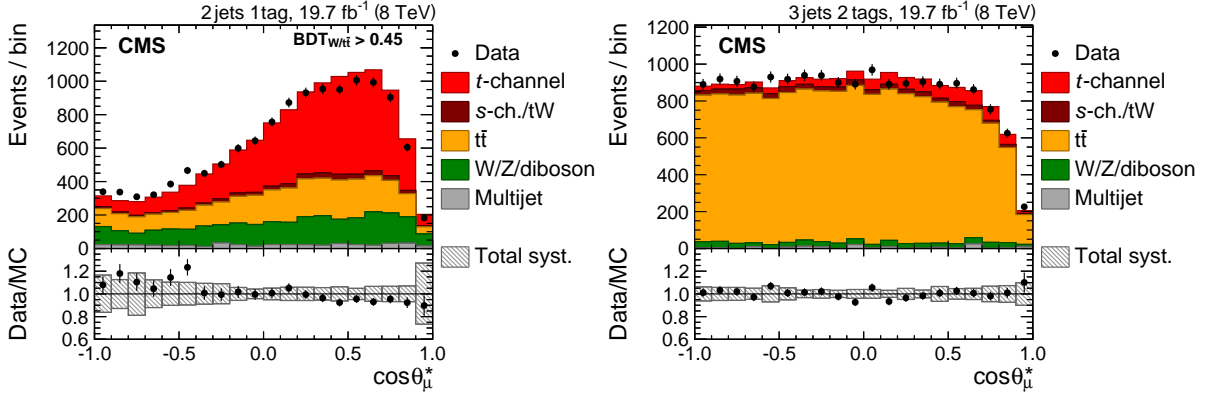 2 jets 1 tag, 19.7 fb⁻¹ (8 TeV)
CMS
BDT_W/tt̄ > 0.45
Events / bin
1200
1000
800
600
400
200
0
Data
t-channel
s-ch./tW
tt̄
W/Z/diboson
Multijet
Data/MC
1.2
1.0
0.8
0.6
Total syst.
-1.0 -0.5 0.0 0.5 1.0
cosθ*_μ
3 jets 2 tags, 19.7 fb⁻¹ (8 TeV)
CMS
Events / bin
1200
1000
800
600
400
200
0
Data
t-channel
s-ch./tW
tt̄
W/Z/diboson
Multijet
Data/MC
1.2
1.0
0.8
0.6
Total syst.
-1.0 -0.5 0.0 0.5 1.0
cosθ*_μ